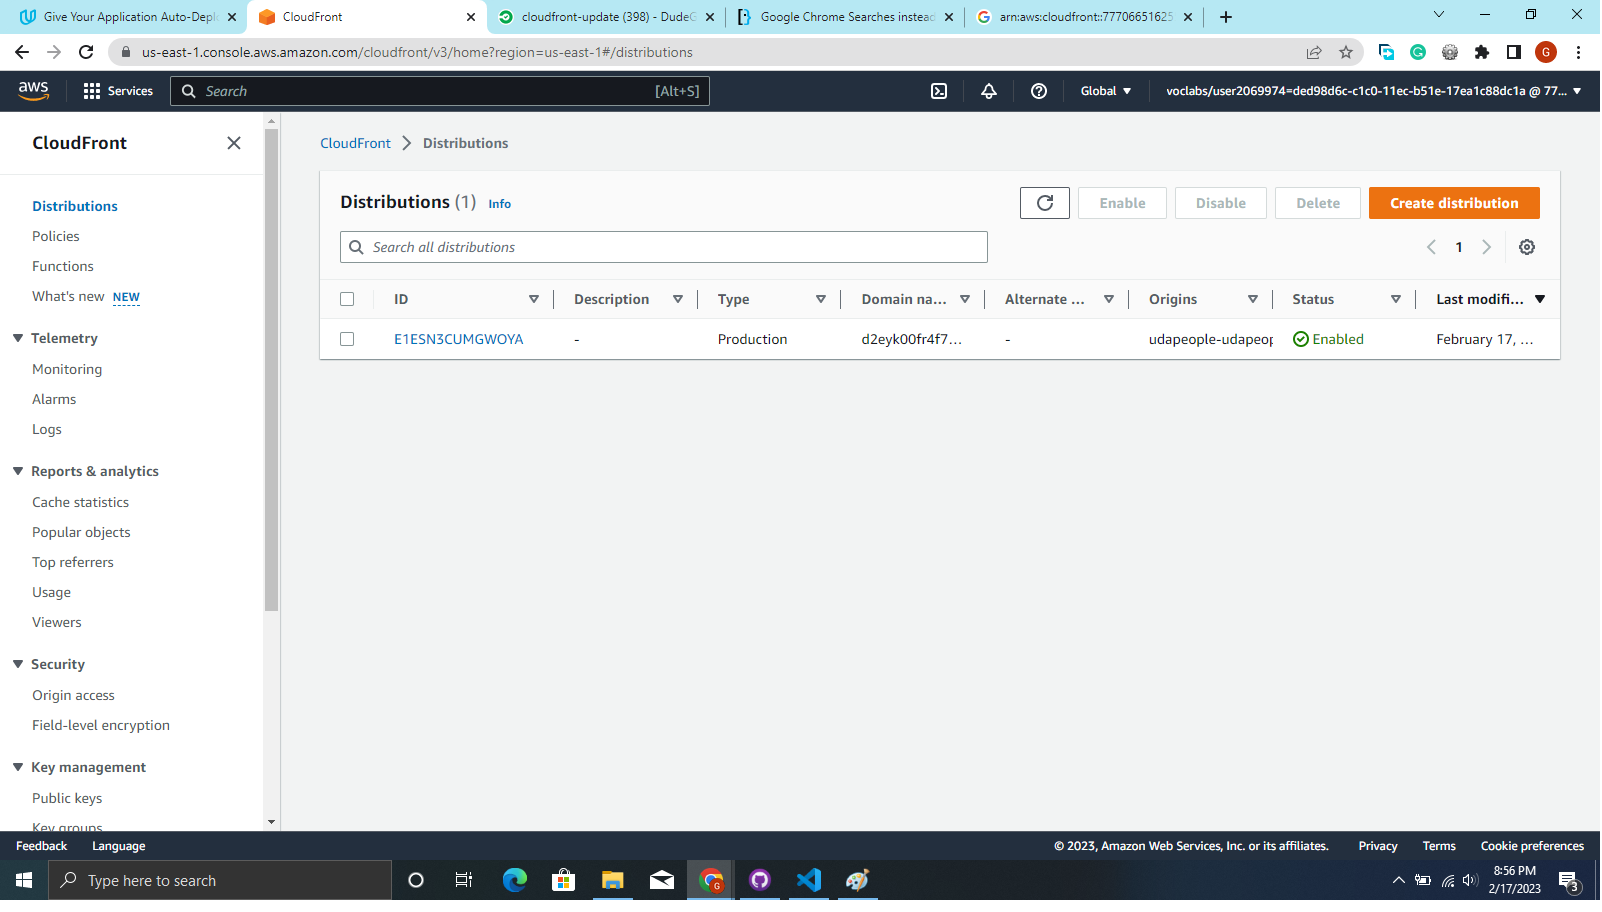 Give Your Application Auto-Deplo
CloudFront
cloudfront-update (398) - DudeG
Google Chrome Searches instead
arn:aws:cloudfront::77706651625
us-east-1.console.aws.amazon.com/cloudfront/v3/home?region=us-east-1#/distributions
G
aws
Services
Search
[Alt+S]
Global
voclabs/user2069974=ded98d6c-c1c0-11ec-b51e-17ea1c88dc1a @ 77...
CloudFront
Distributions
Policies
Functions
What's new NEW
Telemetry
Monitoring
Alarms
Logs
Reports & analytics
Cache statistics
Popular objects
Top referrers
Usage
Viewers
Security
Origin access
Field-level encryption
Key management
Public keys
Key groups
CloudFront > Distributions
Distributions (1) Info
Enable
Disable
Delete
Create distribution
Search all distributions
1
ID Description Type Domain na... Alternate ... Origins Status Last modifi...
E1ESN3CUMGWOYA - Production d2eyk00fr4f7... - udapeople-udapeop Enabled February 17, ...
Feedback Language © 2023, Amazon Web Services, Inc. or its affiliates. Privacy Terms Cookie preferences
Type here to search
G
8:56 PM
2/17/2023
3